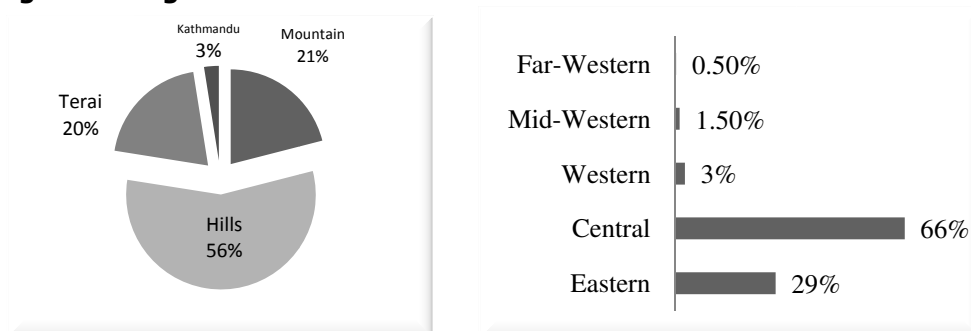 Kathmandu
3%
Mountain
21%
Terai
20%
Hills
56%
Far-Western 0.50%
Mid-Western 1.50%
Western 3%
Central 66%
Eastern 29%